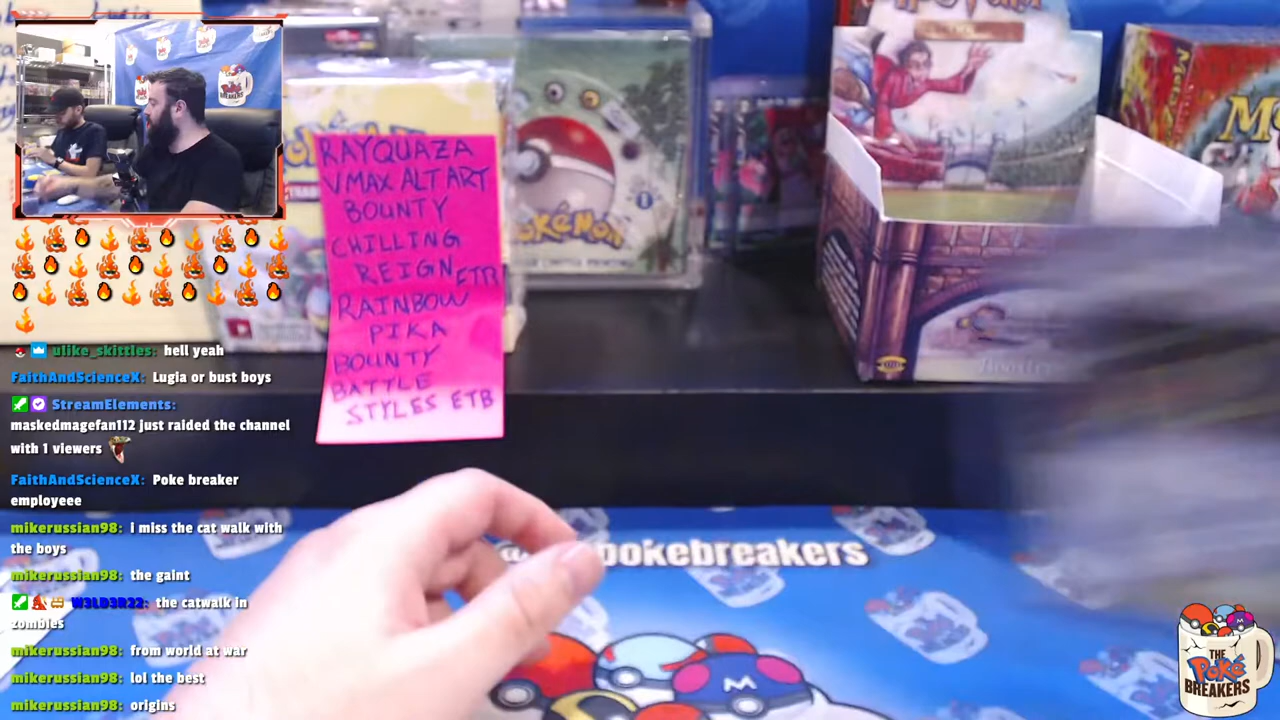 RAYQUAZA
VMAX ALT ART
BOUNTY
CHILLING
REIGN ETB
RAINBOW
PIKA
BOUNTY
BATTLE
STYLES ETB
POKéMON
pokebreakers
M
ulike_skittles: hell yeah
FaithAndScienceX: Lugia or bust boys
StreamElements:
maskedmagefan112 just raided the channel
with 1 viewers
FaithAndScienceX: Poke breaker
employeee
mikerussian98: i miss the cat walk with
the boys
mikerussian98: the gaint
W3LD3R22: the catwalk in
zombies
mikerussian98: from world at war
mikerussian98: lol the best
mikerussian98: origins
THE
Poké
BREAKERS